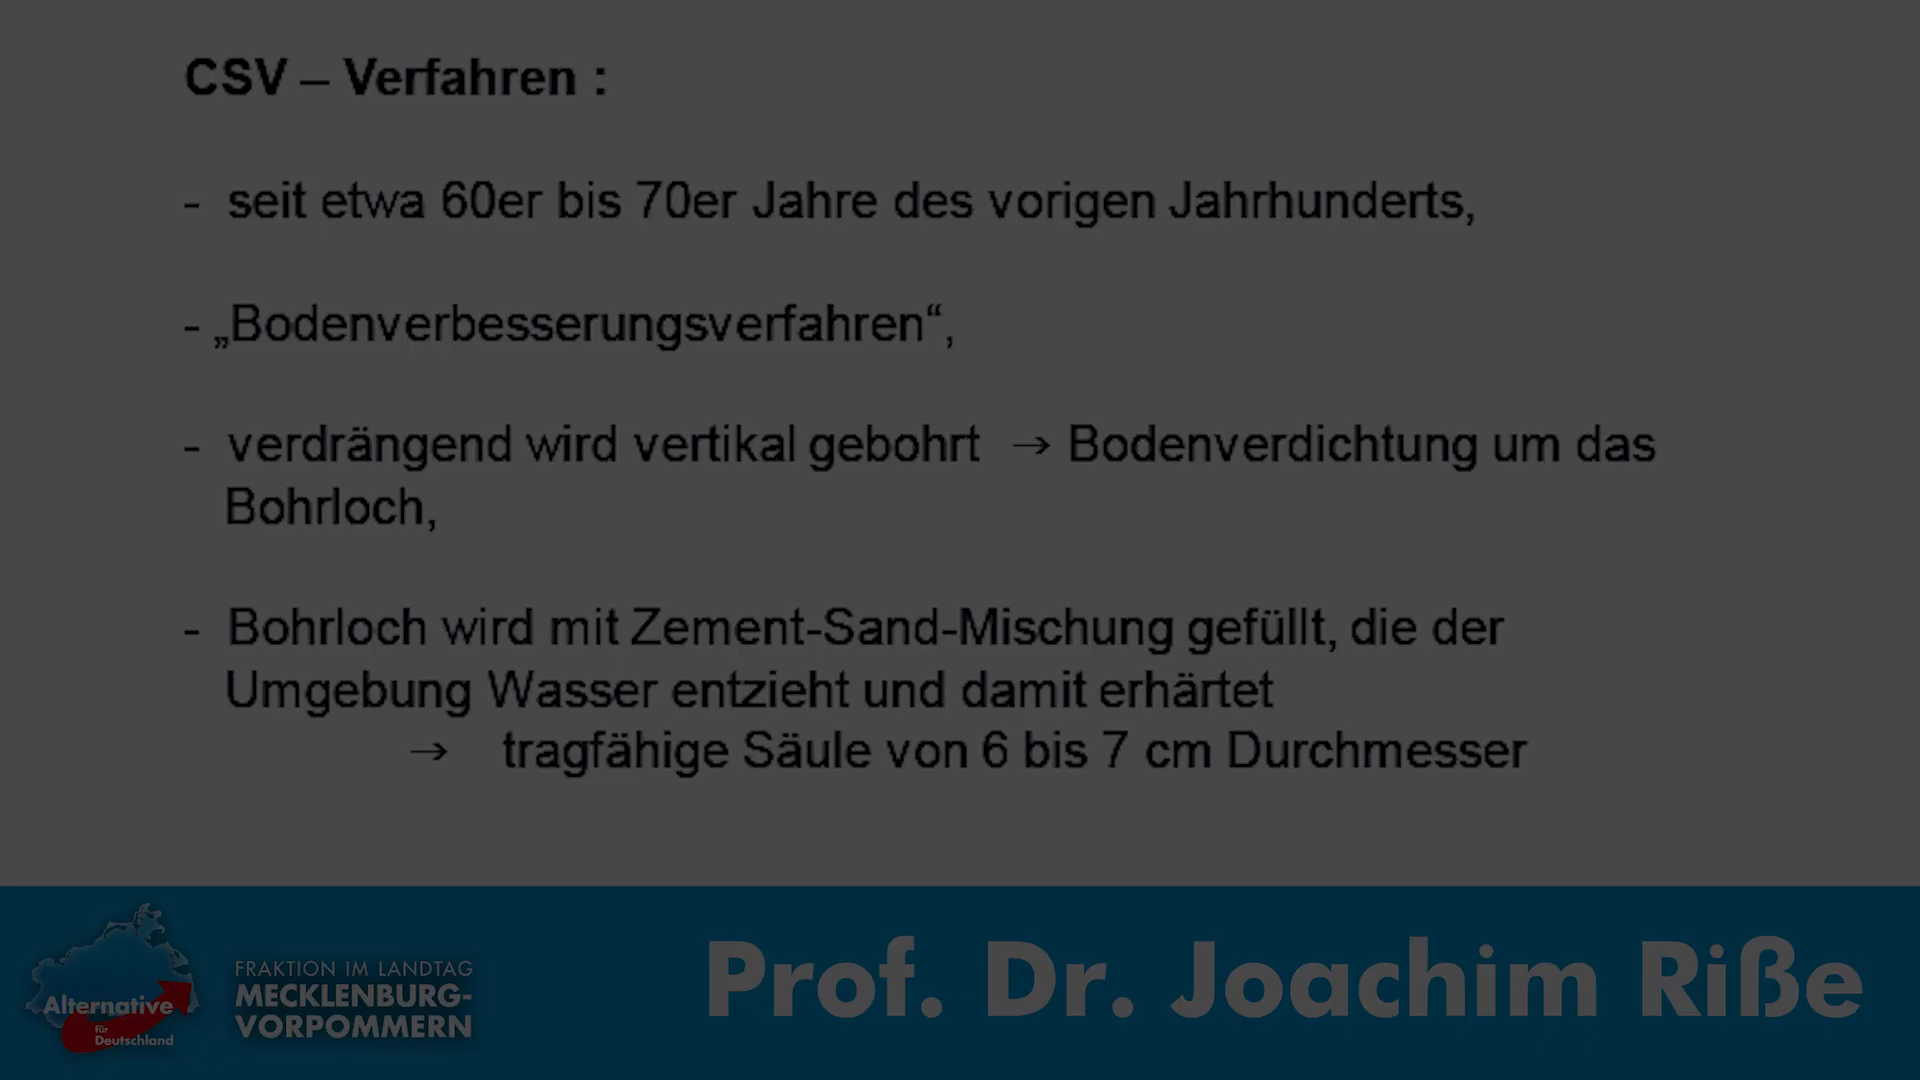 CSV – Verfahren :
- seit etwa 60er bis 70er Jahre des vorigen Jahrhunderts,
- „Bodenverbesserungsverfahren“,
- verdrängend wird vertikal gebohrt → Bodenverdichtung um das
Bohrloch,
- Bohrloch wird mit Zement-Sand-Mischung gefüllt, die der
Umgebung Wasser entzieht und damit erhärtet
→ tragfähige Säule von 6 bis 7 cm Durchmesser
Alternative
für
Deutschland
FRAKTION IM LANDTAG
MECKLENBURG-
VORPOMMERN
Prof. Dr. Joachim Riße